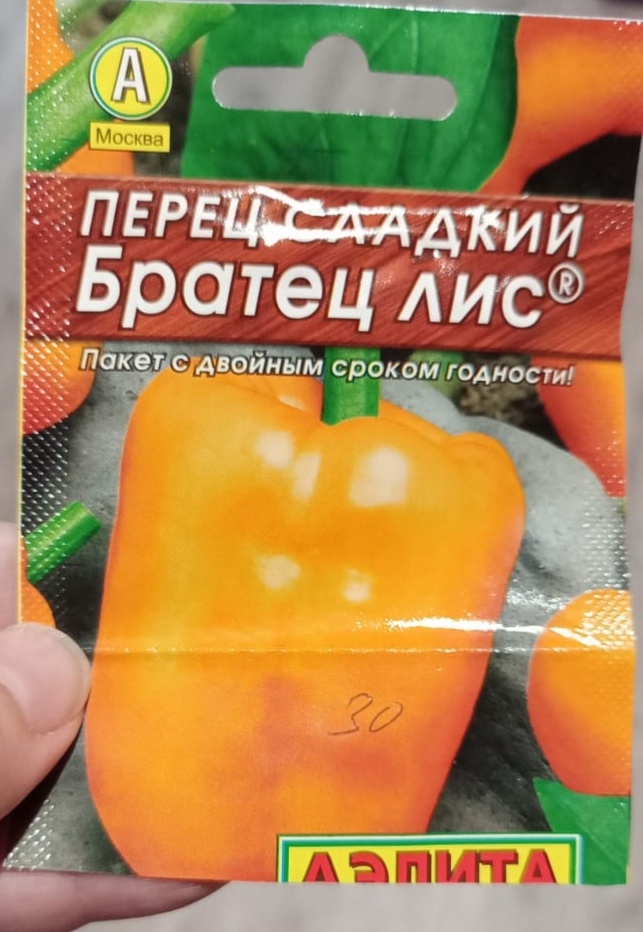 А
Москва
ПЕРЕЦ СЛАДКИЙ
Братец лис®
Пакет с двойным сроком годности!
30
АЭЛИТА